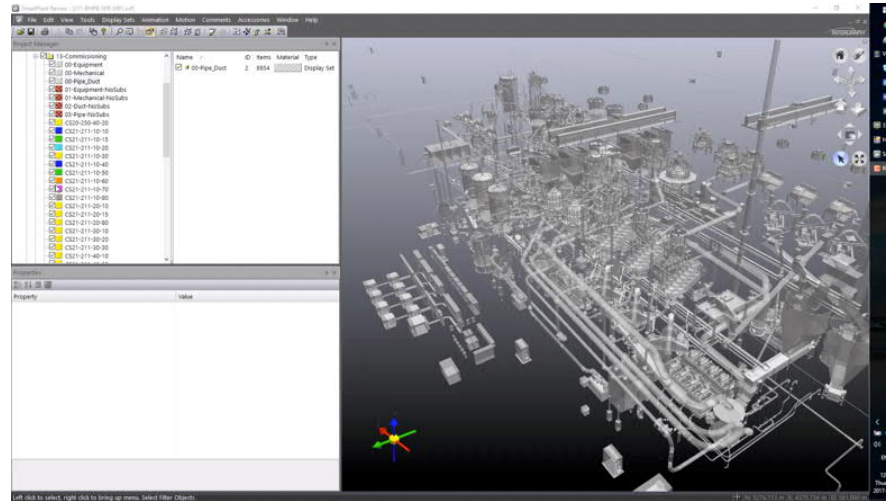 File Edit View Tools Display Sets Animation Motion Comments Accessories Window Help
Project Manager
13-Commissioning
00-Equipment
00-Mechanical
00-Pipe_Duct
01-Equipment-NoSubs
01-Mechanical-NoSubs
02-Duct-NoSubs
03-Pipe-NoSubs
CS20-250-40-20
CS21-211-10-10
CS21-211-10-15
CS21-211-10-20
CS21-211-10-30
CS21-211-10-40
CS21-211-10-50
CS21-211-10-60
CS21-211-10-70
CS21-211-10-80
CS21-211-20-10
CS21-211-20-15
CS21-211-20-80
CS21-211-30-10
CS21-211-30-20
CS21-211-30-30
CS21-211-40-10
Name ID Items Material Type
00-Pipe_Duct 2 8854 Display Set
Properties
Property Value
Left click to select, right click to bring up menu. Select Filter Objects.